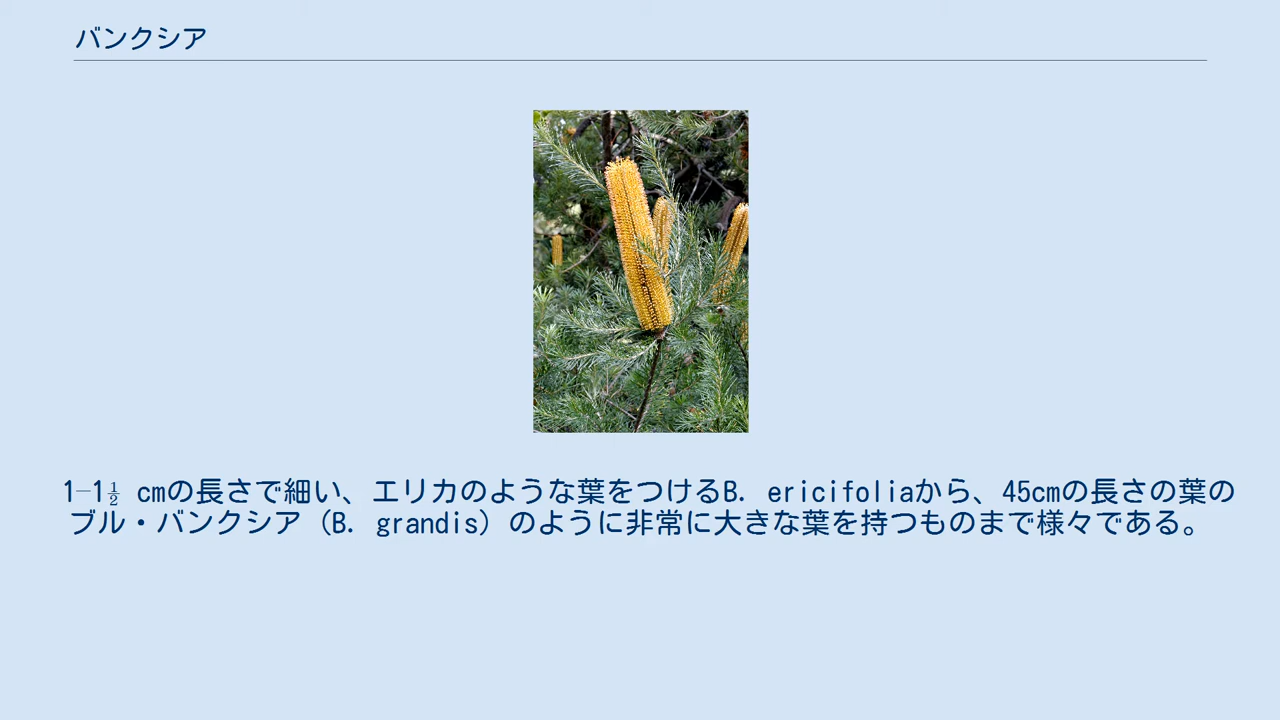 バンクシア
1–1½ cmの長さで細い、エリカのような葉をつけるB. ericifoliaから、45cmの長さの葉の
ブル・バンクシア（B. grandis）のように非常に大きな葉を持つものまで様々である。